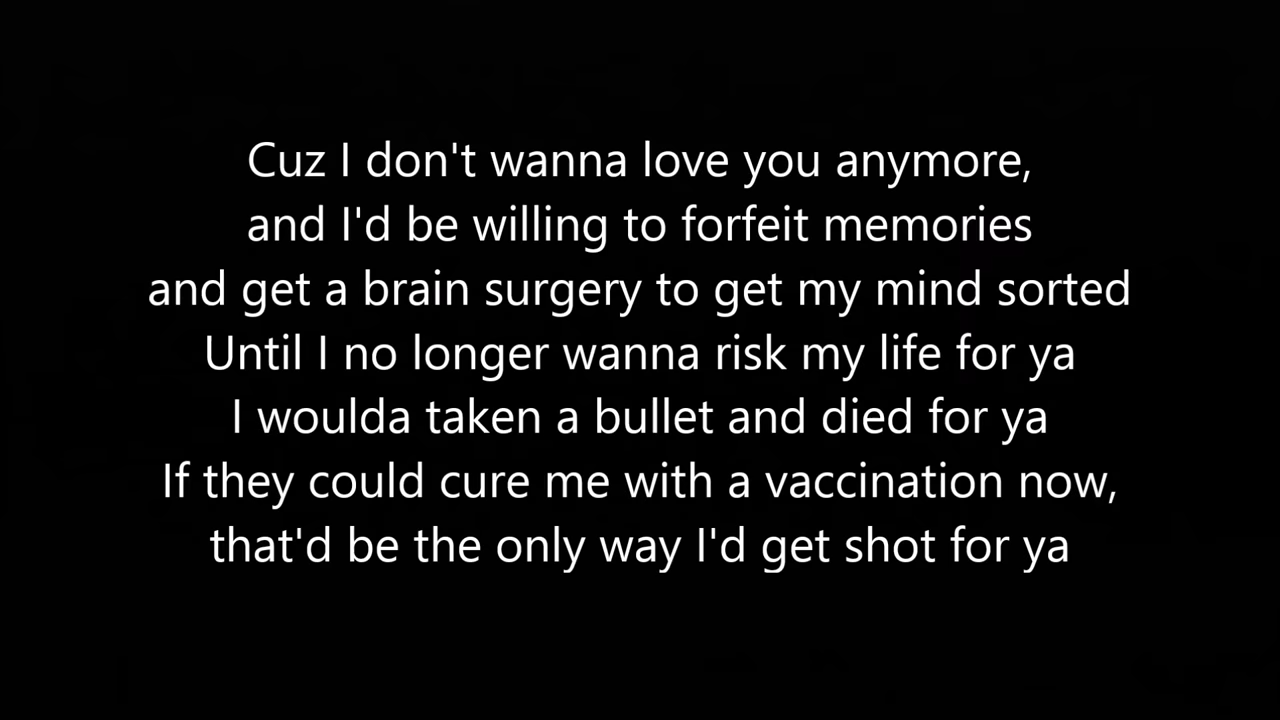 Cuz I don't wanna love you anymore,
and I'd be willing to forfeit memories
and get a brain surgery to get my mind sorted
Until I no longer wanna risk my life for ya
I woulda taken a bullet and died for ya
If they could cure me with a vaccination now,
that'd be the only way I'd get shot for ya